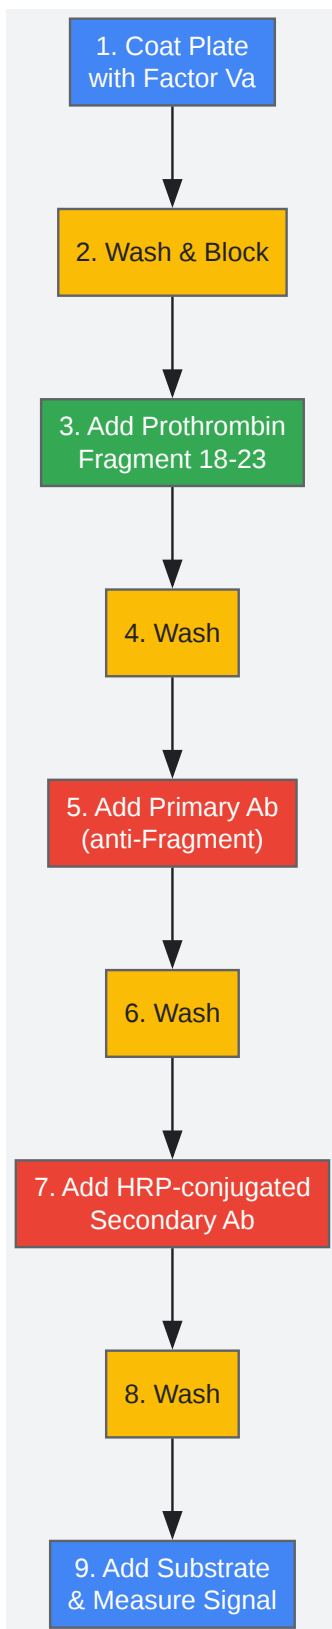 1. Coat Plate
with Factor Va
2. Wash & Block
3. Add Prothrombin
Fragment 18-23
4. Wash
5. Add Primary Ab
(anti-Fragment)
6. Wash
7. Add HRP-conjugated
Secondary Ab
8. Wash
9. Add Substrate
& Measure Signal